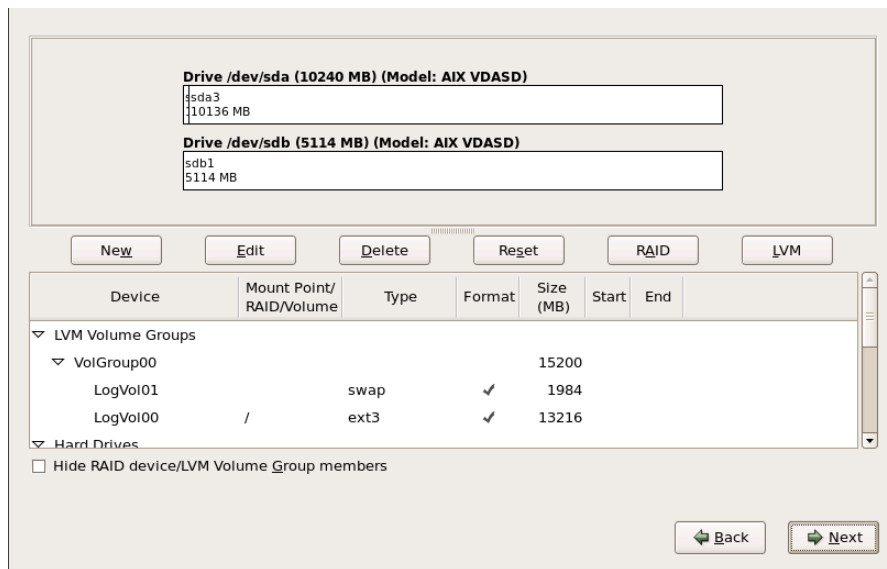 Drive /dev/sda (10240 MB) (Model: AIX VDASD)
sda3
10136 MB
Drive /dev/sdb (5114 MB) (Model: AIX VDASD)
sdb1
5114 MB
New Edit Delete Reset RAID LVM
Device Mount Point/ RAID/Volume Type Format Size (MB) Start End
LVM Volume Groups
VolGroup00 15200
LogVol01 swap 1984
LogVol00 / ext3 13216
Hard Drives
Hide RAID device/LVM Volume Group members
Back Next